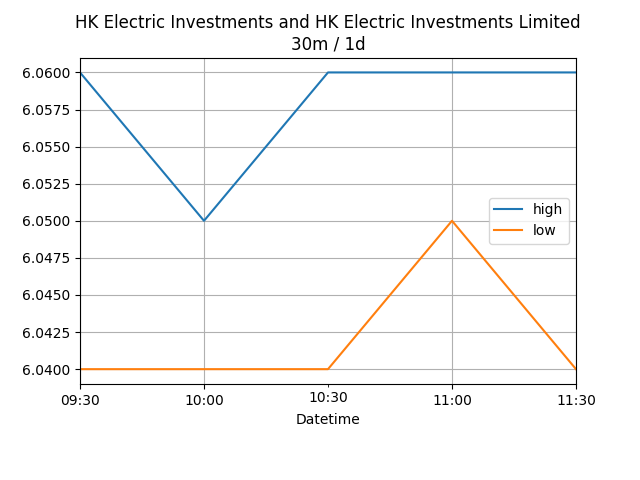 HK Electric Investments and HK Electric Investments Limited
30m / 1d
6.0600
6.0575
6.0550
6.0525
6.0500
6.0475
6.0450
6.0425
6.0400
high
low
09:30 10:00 10:30 11:00 11:30
Datetime